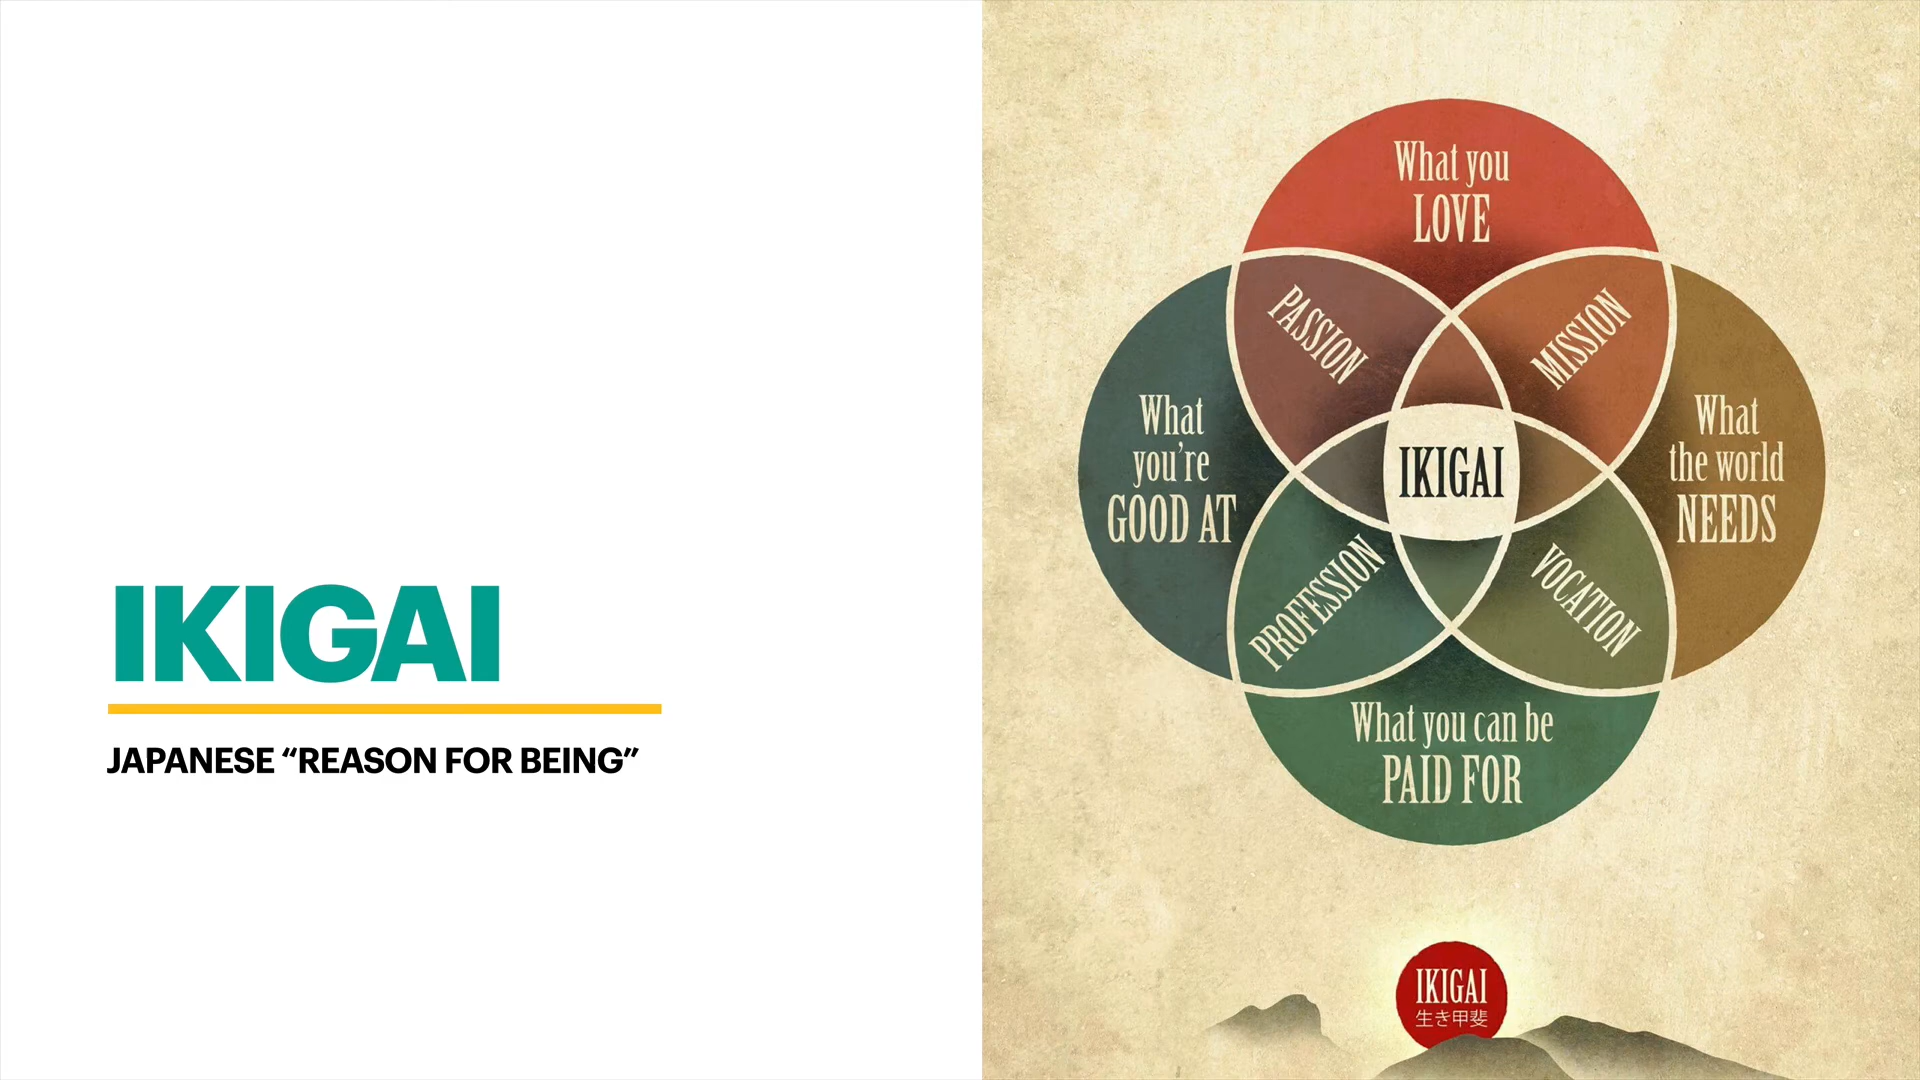 IKIGAI
JAPANESE “REASON FOR BEING”
What you
LOVE
PASSION
MISSION
What
you’re
GOOD AT
IKIGAI
What
the world
NEEDS
PROFESSION
VOCATION
What you can be
PAID FOR
IKIGAI
生き甲斐